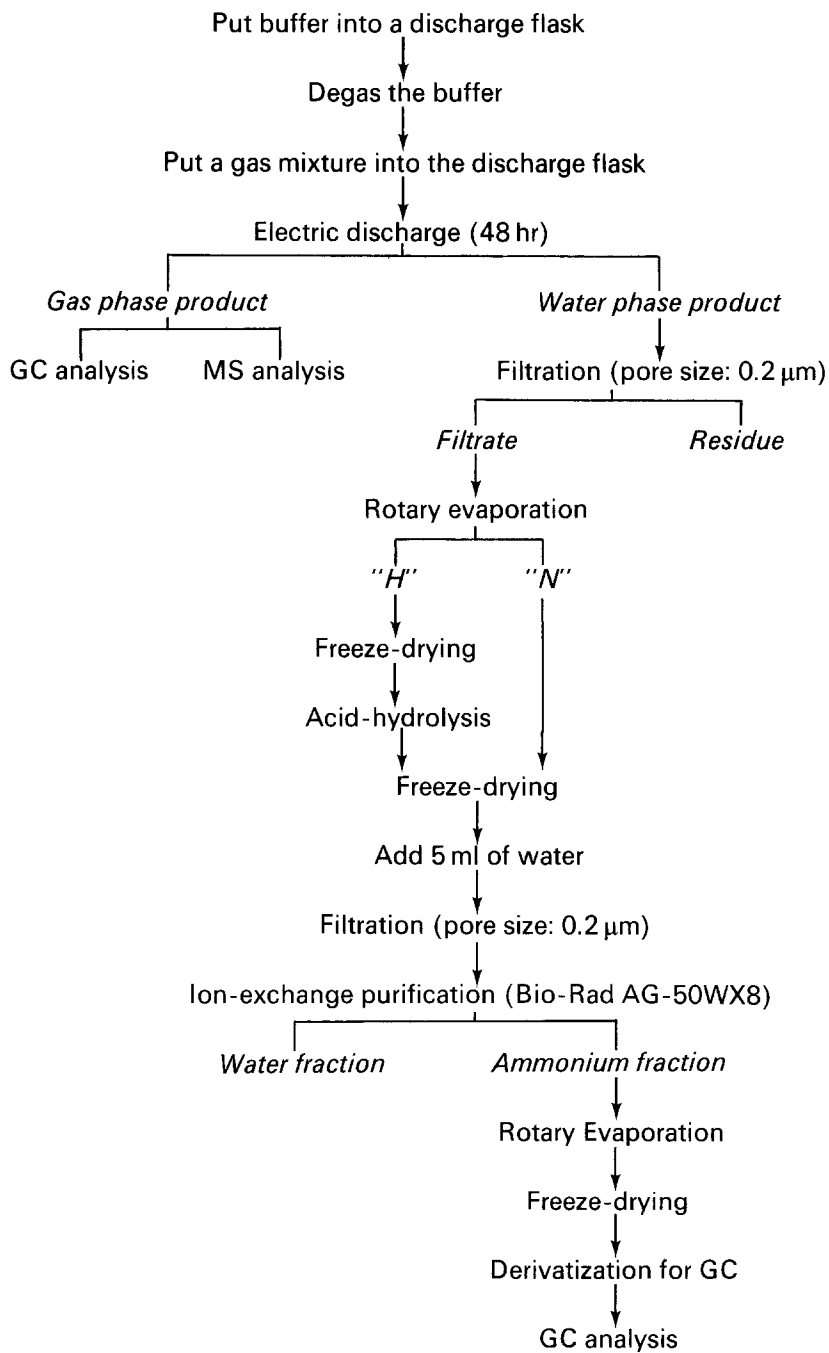 Put buffer into a discharge flask
Degas the buffer
Put a gas mixture into the discharge flask
Electric discharge (48 hr)
Gas phase product
Water phase product
GC analysis
MS analysis
Filtration (pore size: 0.2 μm)
Filtrate
Residue
Rotary evaporation
"H"
"N"
Freeze-drying
Acid-hydrolysis
Freeze-drying
Add 5 ml of water
Filtration (pore size: 0.2 μm)
Ion-exchange purification (Bio-Rad AG-50WX8)
Water fraction
Ammonium fraction
Rotary Evaporation
Freeze-drying
Derivatization for GC
GC analysis